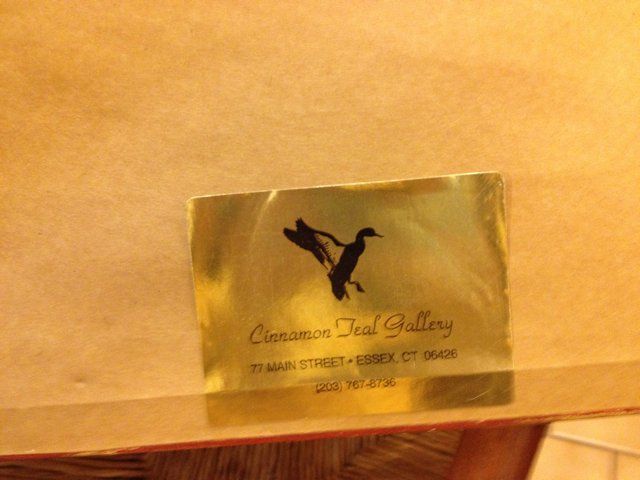 Cinnamon Teal Gallery
77 MAIN STREET • ESSEX, CT 06426
(203) 767-8736